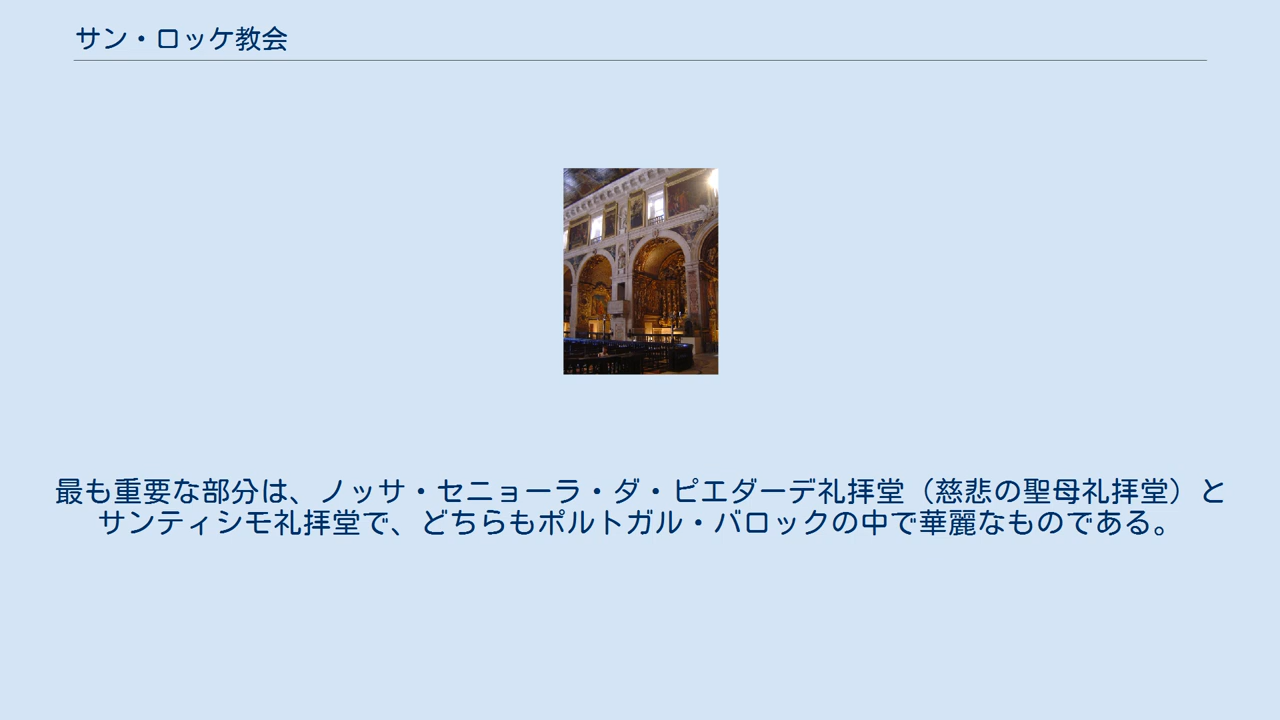 サン・ロッケ教会
最も重要な部分は、ノッサ・セニョーラ・ダ・ピエダーデ礼拝堂（慈悲の聖母礼拝堂）と
サンティシモ礼拝堂で、どちらもポルトガル・バロックの中で華麗なものである。